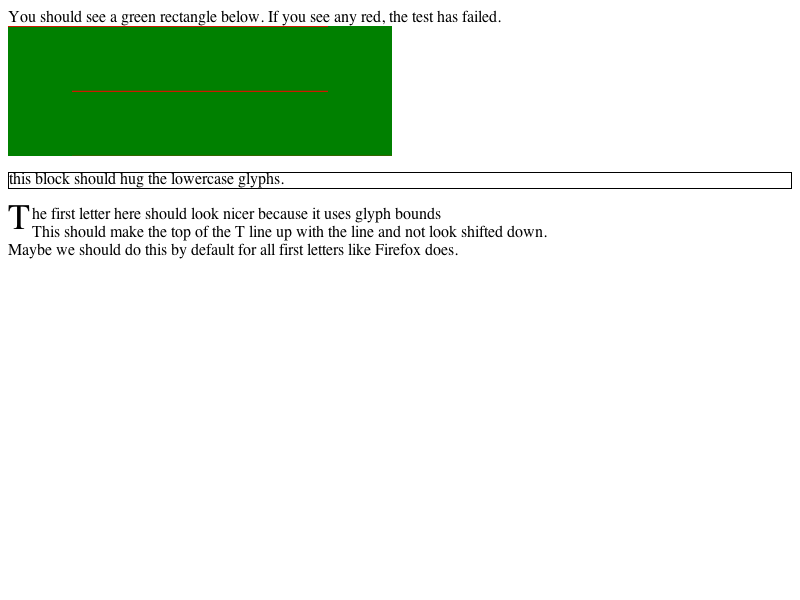 You should see a green rectangle below. If you see any red, the test has failed.
this block should hug the lowercase glyphs.
The first letter here should look nicer because it uses glyph bounds
This should make the top of the T line up with the line and not look shifted down.
Maybe we should do this by default for all first letters like Firefox does.